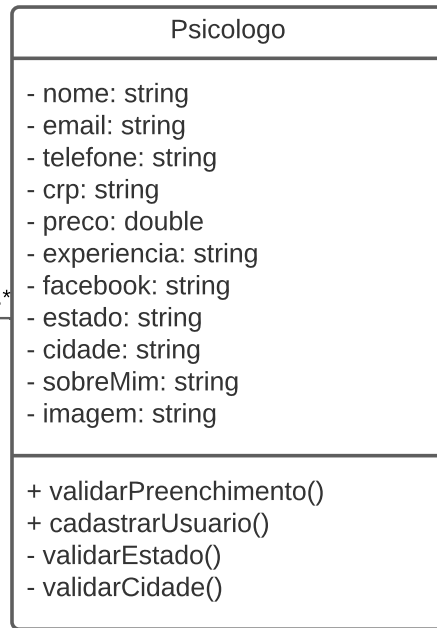 Psicologo
- nome: string
- email: string
- telefone: string
- crp: string
- preco: double
- experiencia: string
- facebook: string
- estado: string
- cidade: string
- sobreMim: string
- imagem: string
*
+ validarPreenchimento()
+ cadastrarUsuario()
- validarEstado()
- validarCidade()